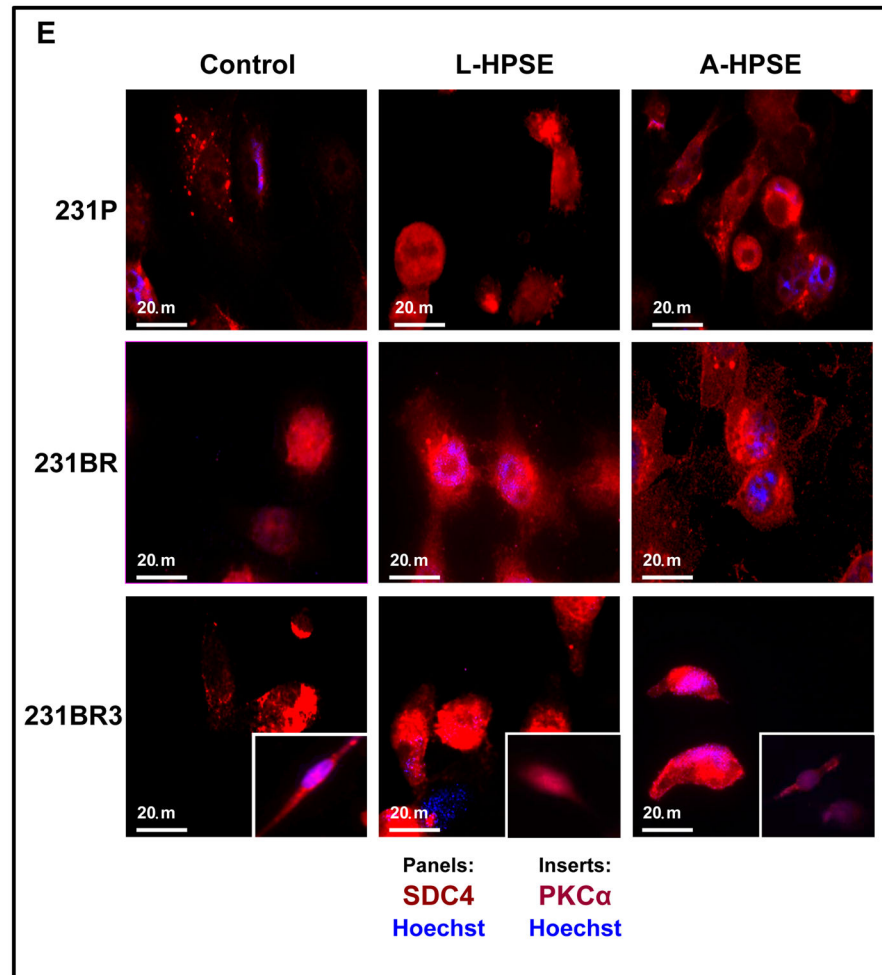 E
Control L-HPSE A-HPSE
231P
20.m 20.m 20.m
231BR
20.m 20.m 20.m
231BR3
20.m 20.m 20.m
Panels: Inserts:
SDC4 PKCα
Hoechst Hoechst